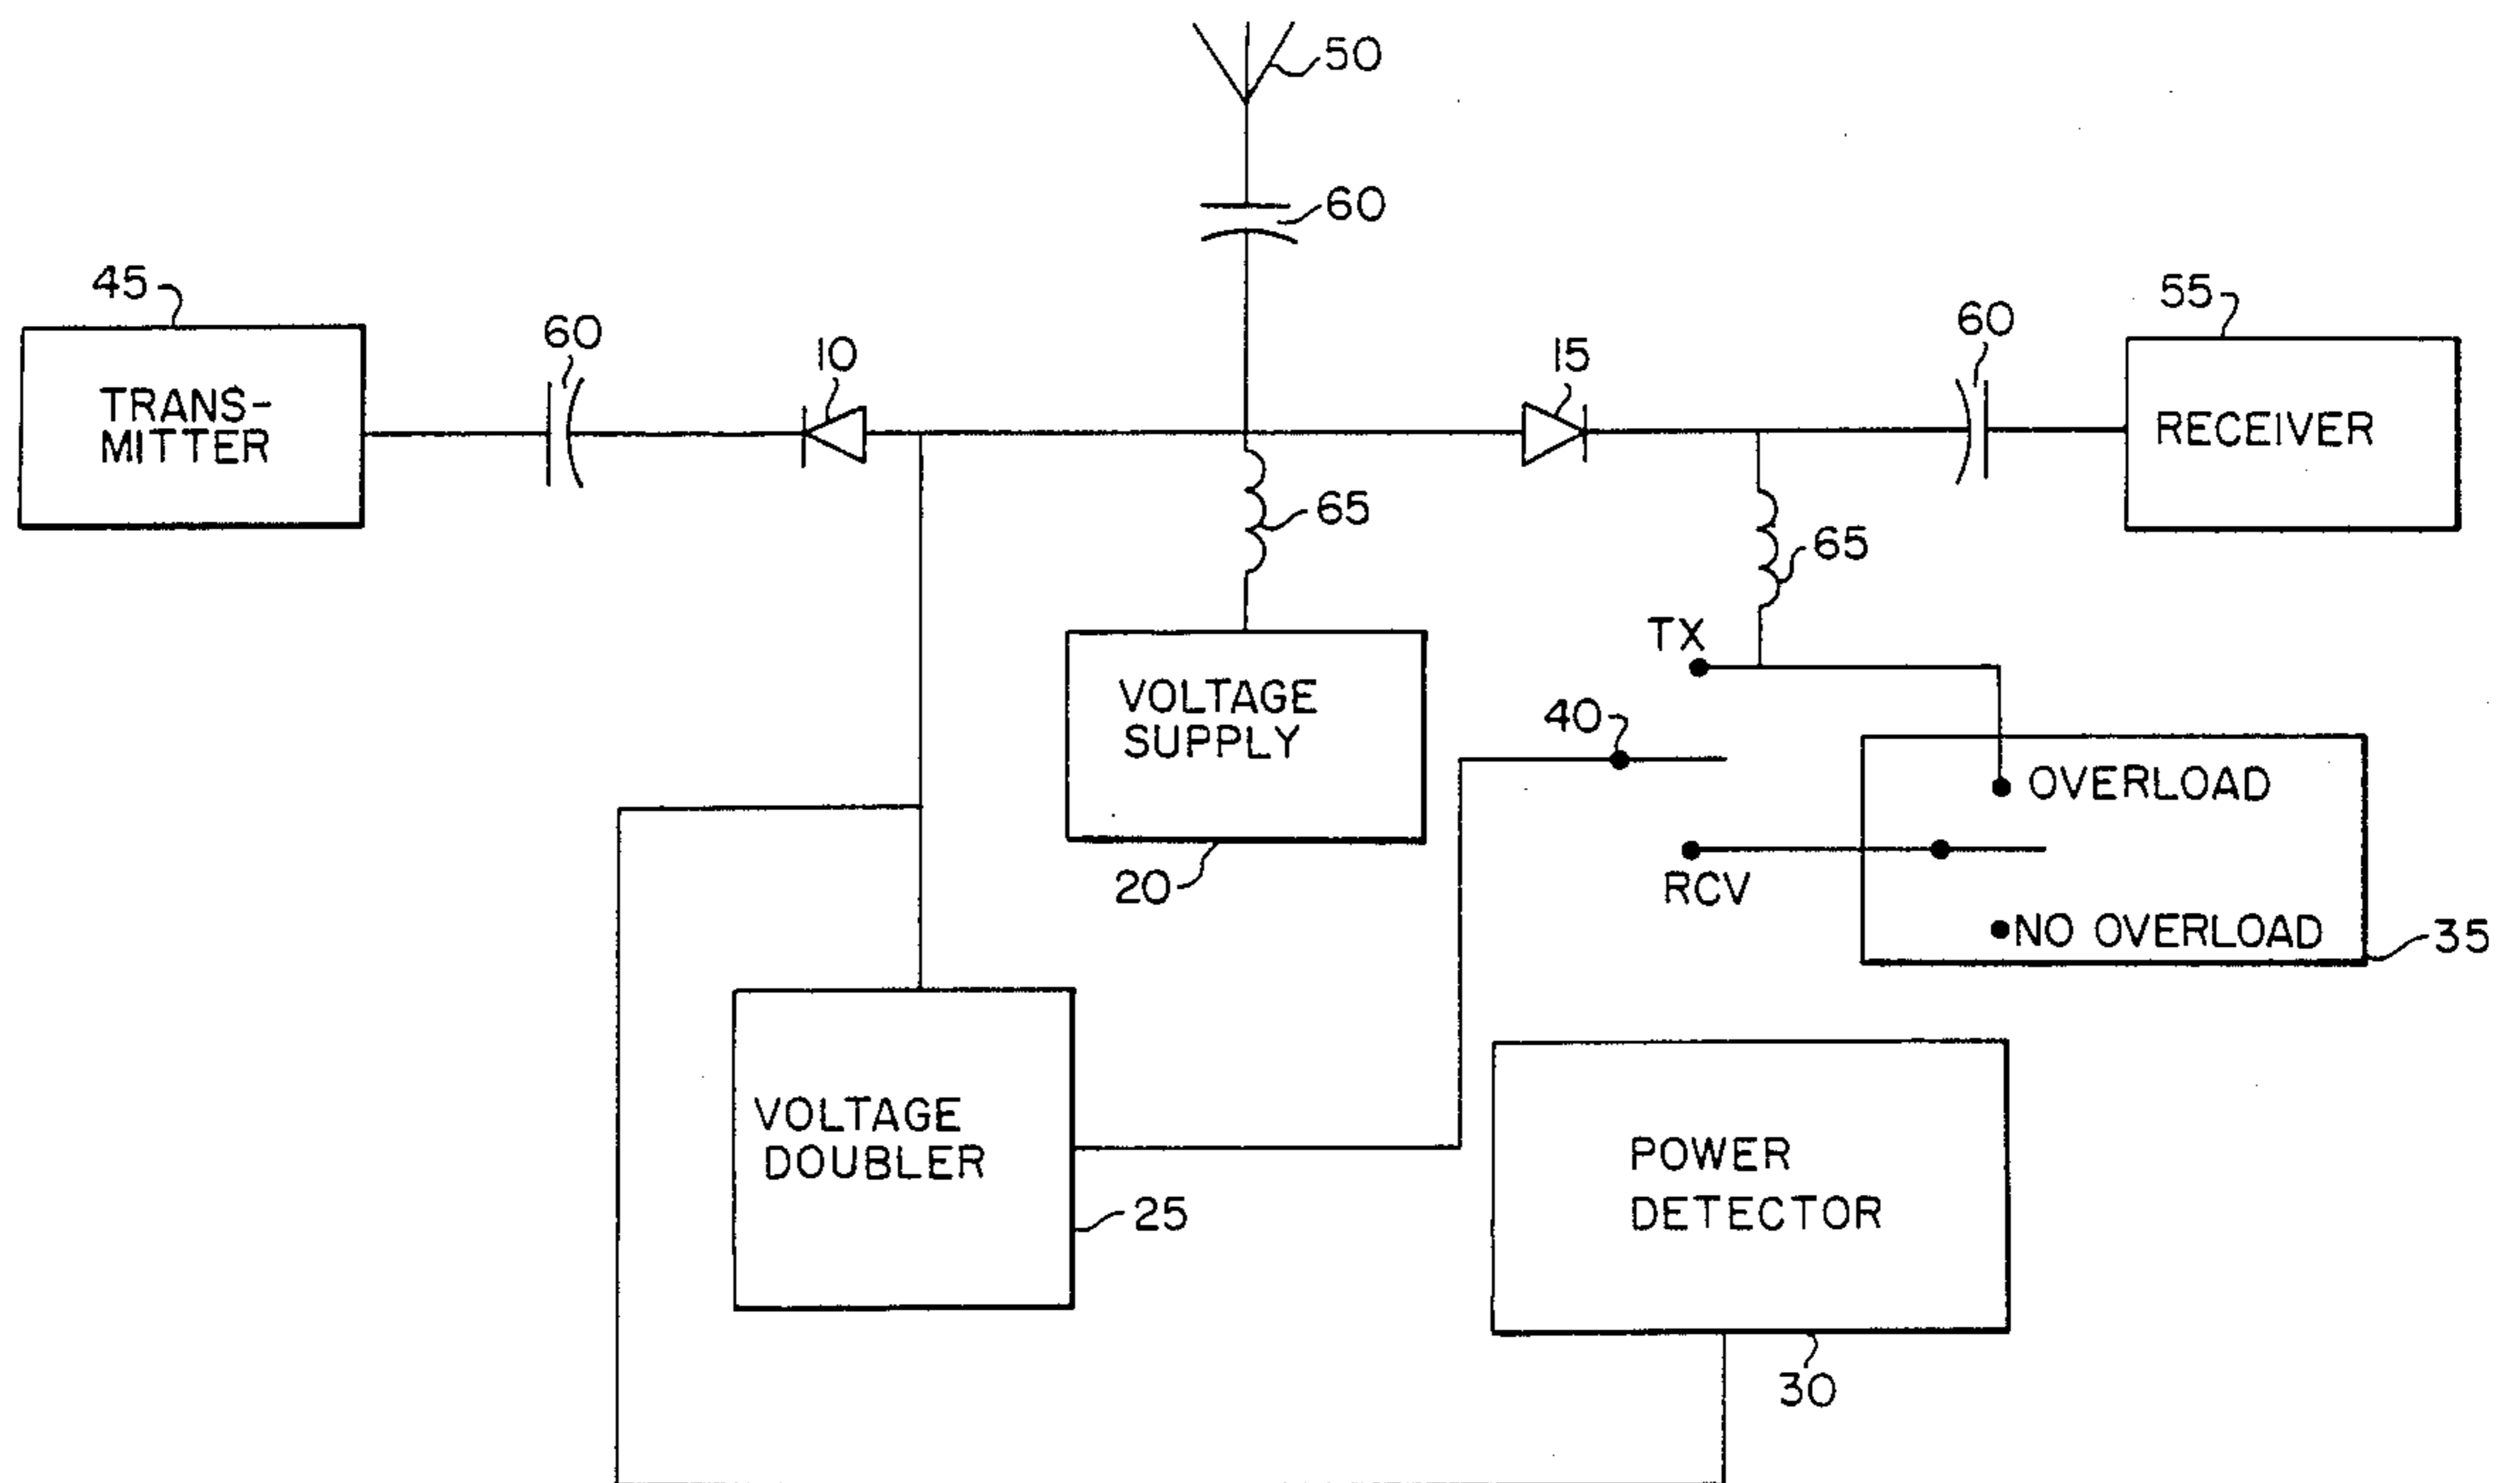 50
60
45
60
10
15
60
55
TRANS-
MITTER
RECEIVER
65
65
TX
VOLTAGE
SUPPLY
40
OVERLOAD
20
RCV
NO OVERLOAD
35
VOLTAGE
DOUBLER
POWER
DETECTOR
25
30